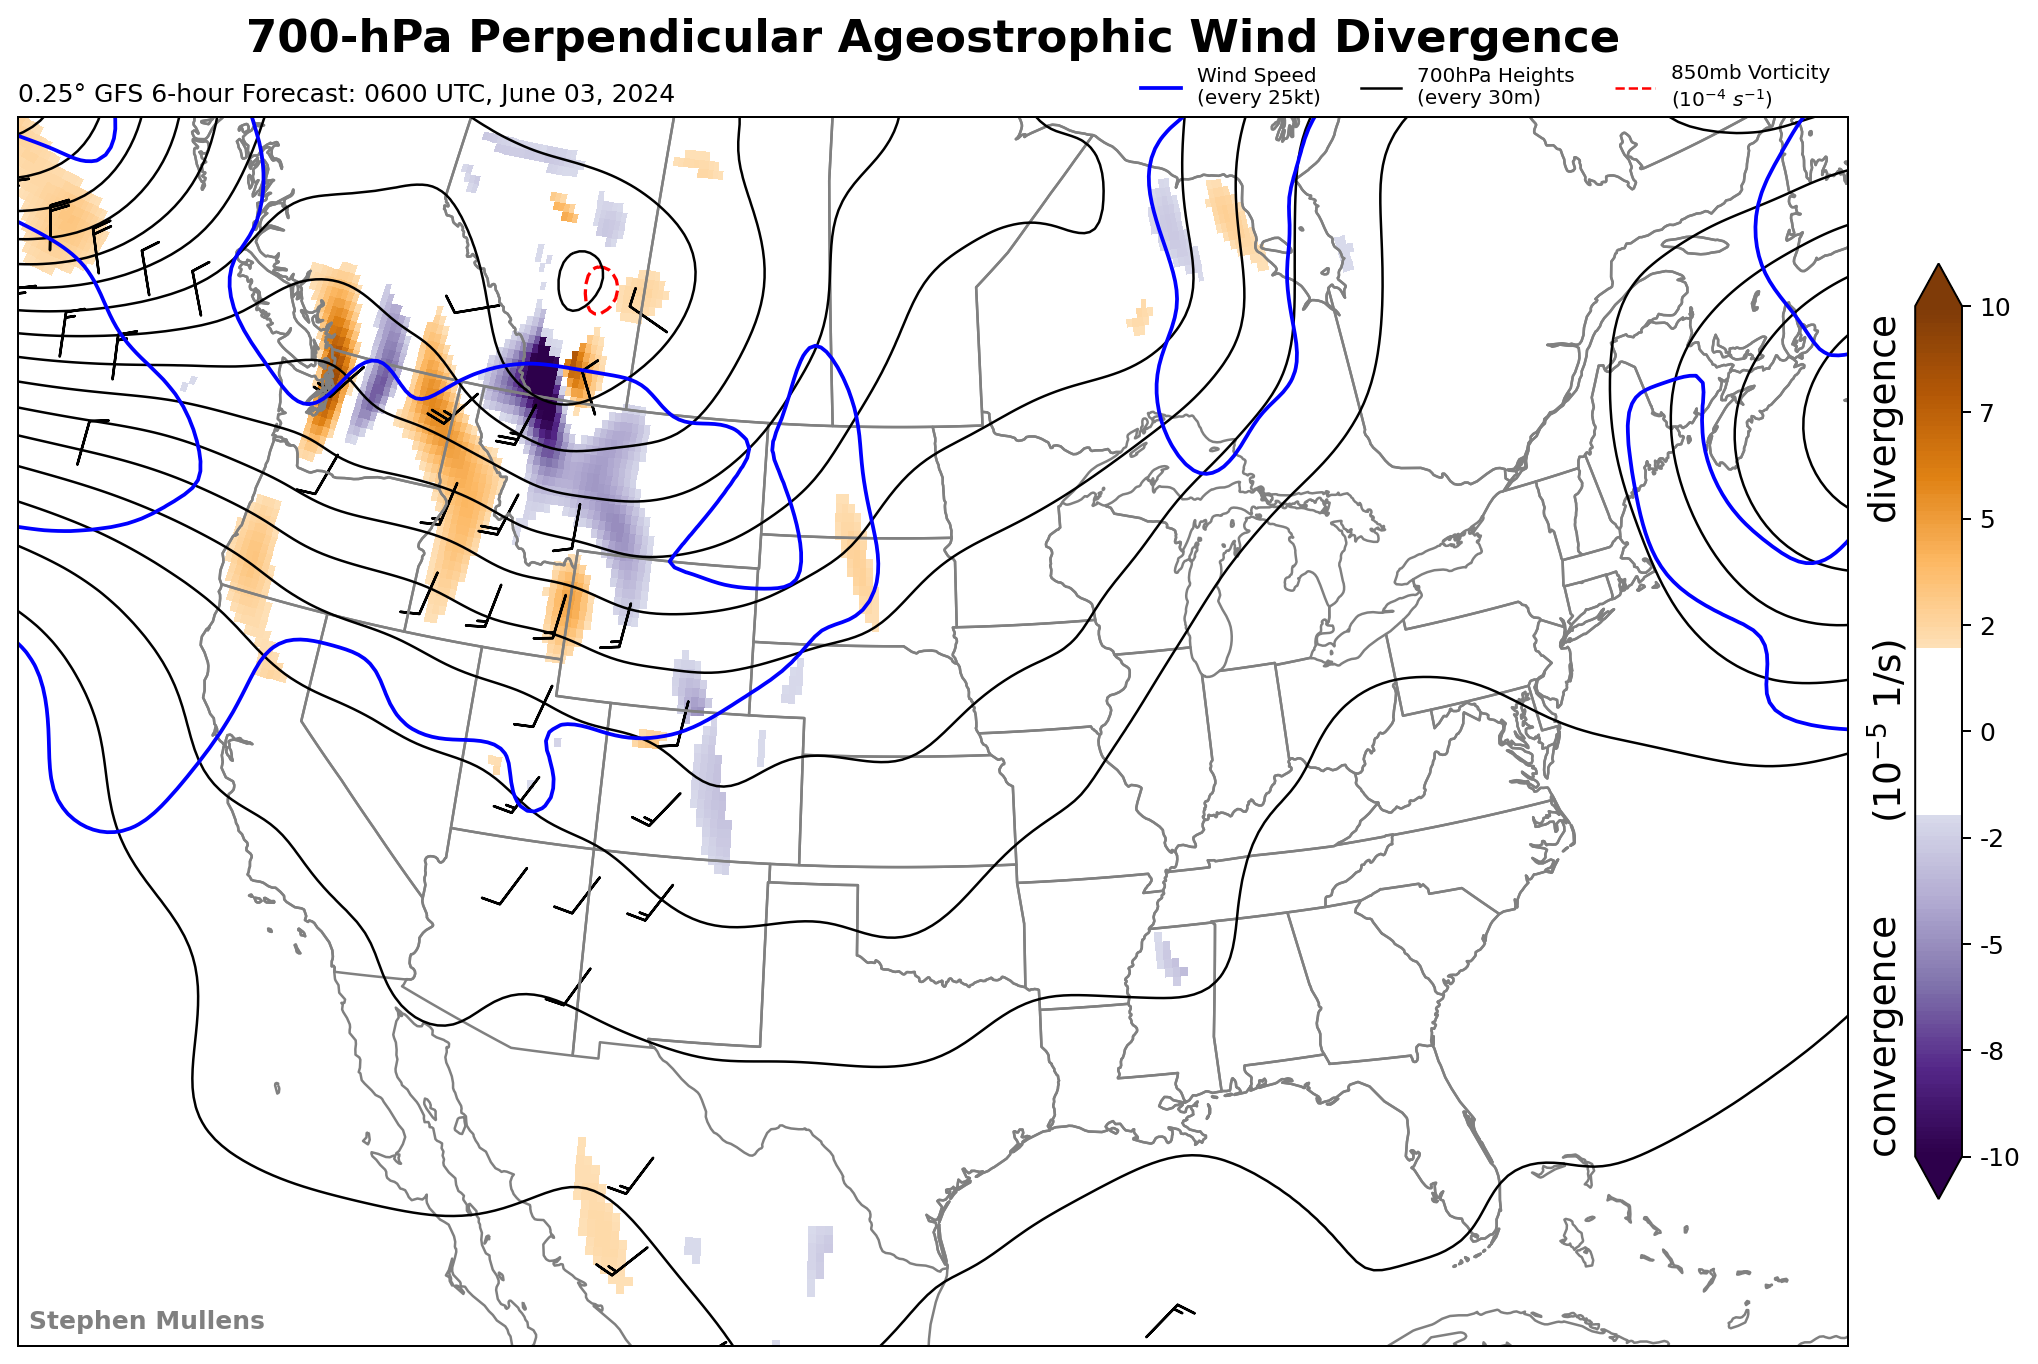 700-hPa Perpendicular Ageostrophic Wind Divergence
0.25° GFS 6-hour Forecast: 0600 UTC, June 03, 2024
Wind Speed
(every 25kt)
700hPa Heights
(every 30m)
850mb Vorticity
(10⁻⁴ s⁻¹)
10
7
5
2
0
-2
-5
-8
-10
convergence (10⁻⁵ 1/s) divergence
Stephen Mullens